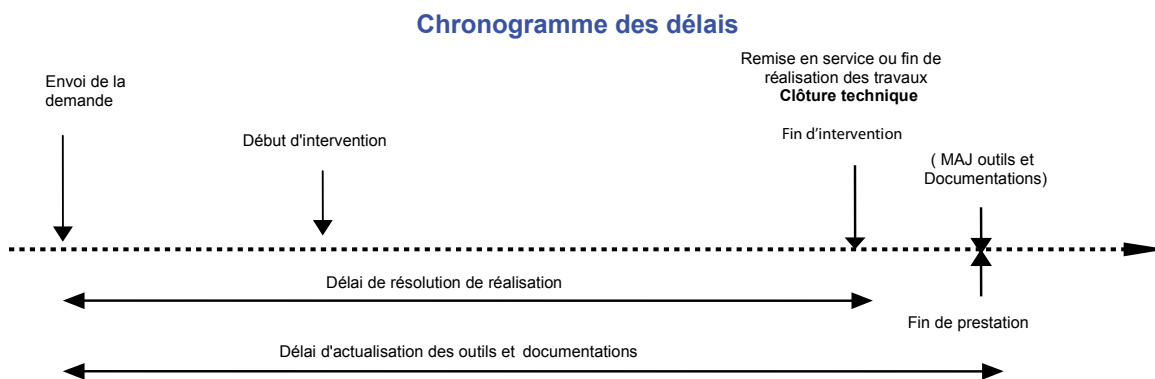 Chronogramme des délais
Envoi de la
demande
Début d'intervention
Remise en service ou fin de
réalisation des travaux
Clôture technique
Fin d'intervention
( MAJ outils et
Documentations)
Délai de résolution de réalisation
Fin de prestation
Délai d'actualisation des outils et documentations